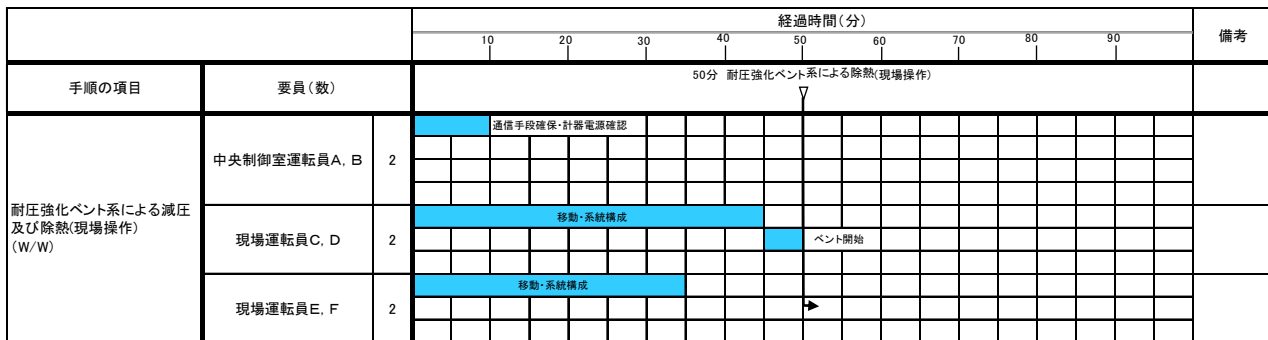 経過時間(分)
備考
10 20 30 40 50 60 70 80 90
手順の項目
要員(数)
50分 耐圧強化ベント系による除熱(現場操作)
通信手段確保・計器電源確認
中央制御室運転員A, B
2
耐圧強化ベント系による減圧
及び除熱(現場操作)
(W/W)
移動・系統構成
現場運転員C, D
2
ベント開始
移動・系統構成
現場運転員E, F
2